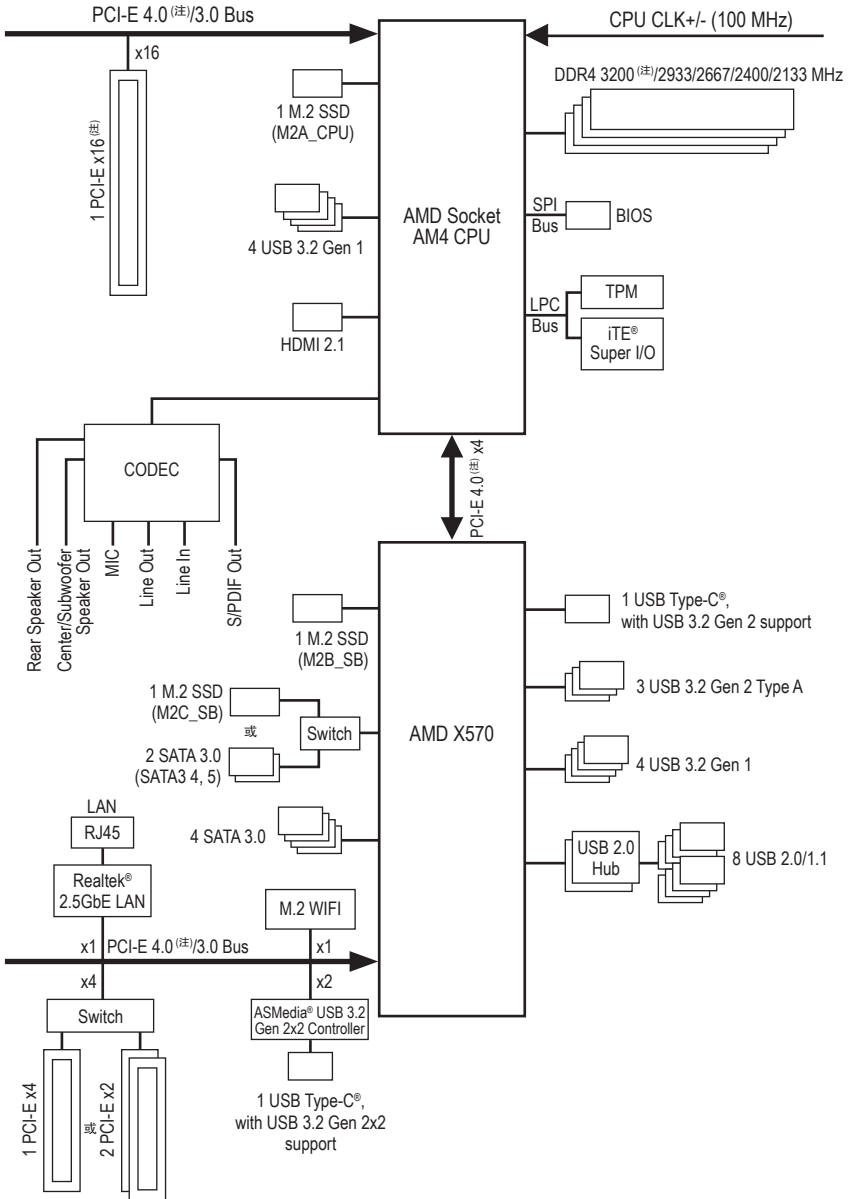 PCI-E 4.0 (注)/3.0 Bus
CPU CLK+/- (100 MHz)
x16
1 PCI-E x16 (注)
1 M.2 SSD
(M2A_CPU)
DDR4 3200 (注)/2933/2667/2400/2133 MHz
4 USB 3.2 Gen 1
AMD Socket
AM4 CPU
SPI
Bus
BIOS
HDMI 2.1
LPC
Bus
TPM
iTE®
Super I/O
CODEC
Rear Speaker Out
Center/Subwoofer
Speaker Out
MIC
Line Out
Line In
S/PDIF Out
PCI-E 4.0 (注) x4
1 M.2 SSD
(M2B_SB)
1 USB Type-C®,
with USB 3.2 Gen 2 support
1 M.2 SSD
(M2C_SB)
或
2 SATA 3.0
(SATA3 4, 5)
Switch
AMD X570
3 USB 3.2 Gen 2 Type A
4 USB 3.2 Gen 1
4 SATA 3.0
USB 2.0
Hub
8 USB 2.0/1.1
LAN
RJ45
Realtek®
2.5GbE LAN
M.2 WIFI
x1
PCI-E 4.0 (注)/3.0 Bus
x1
x4
x2
Switch
ASMedia® USB 3.2
Gen 2x2 Controller
1 PCI-E x4
或
2 PCI-E x2
1 USB Type-C®,
with USB 3.2 Gen 2x2
support